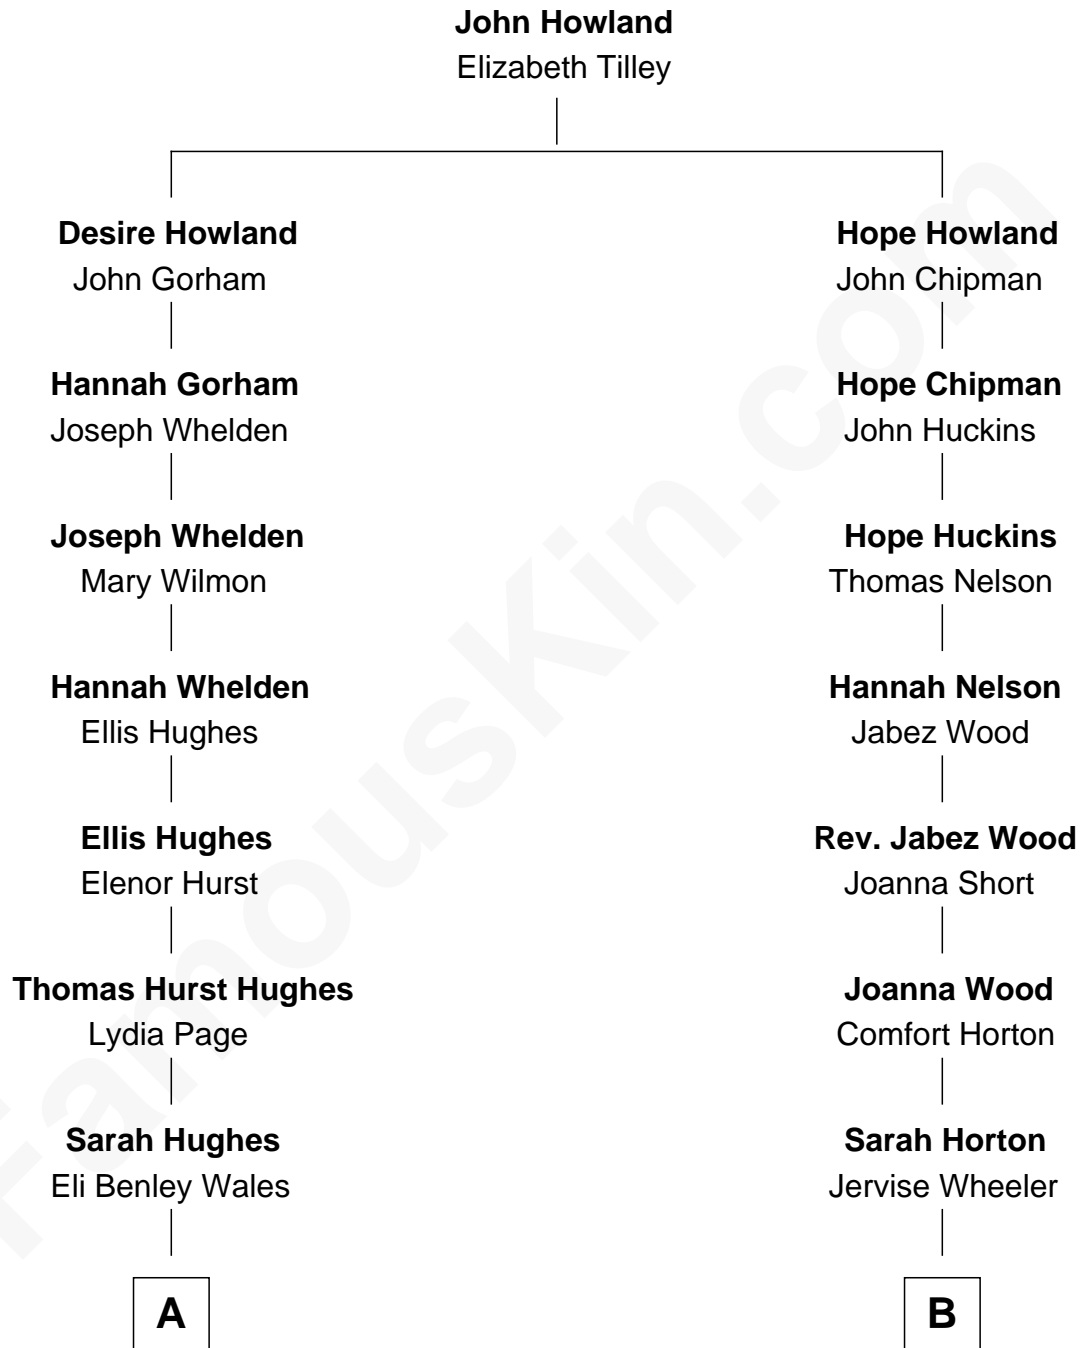 John Howland
Elizabeth Tilley
Desire Howland
John Gorham
Hope Howland
John Chipman
Hannah Gorham
Joseph Whelden
Hope Chipman
John Huckins
Joseph Whelden
Mary Wilmon
Hope Huckins
Thomas Nelson
Hannah Whelden
Ellis Hughes
Hannah Nelson
Jabez Wood
Ellis Hughes
Elenor Hurst
Rev. Jabez Wood
Joanna Short
Thomas Hurst Hughes
Lydia Page
Joanna Wood
Comfort Horton
Sarah Hughes
Eli Benley Wales
Sarah Horton
Jervise Wheeler
A
B
FamousKin.com